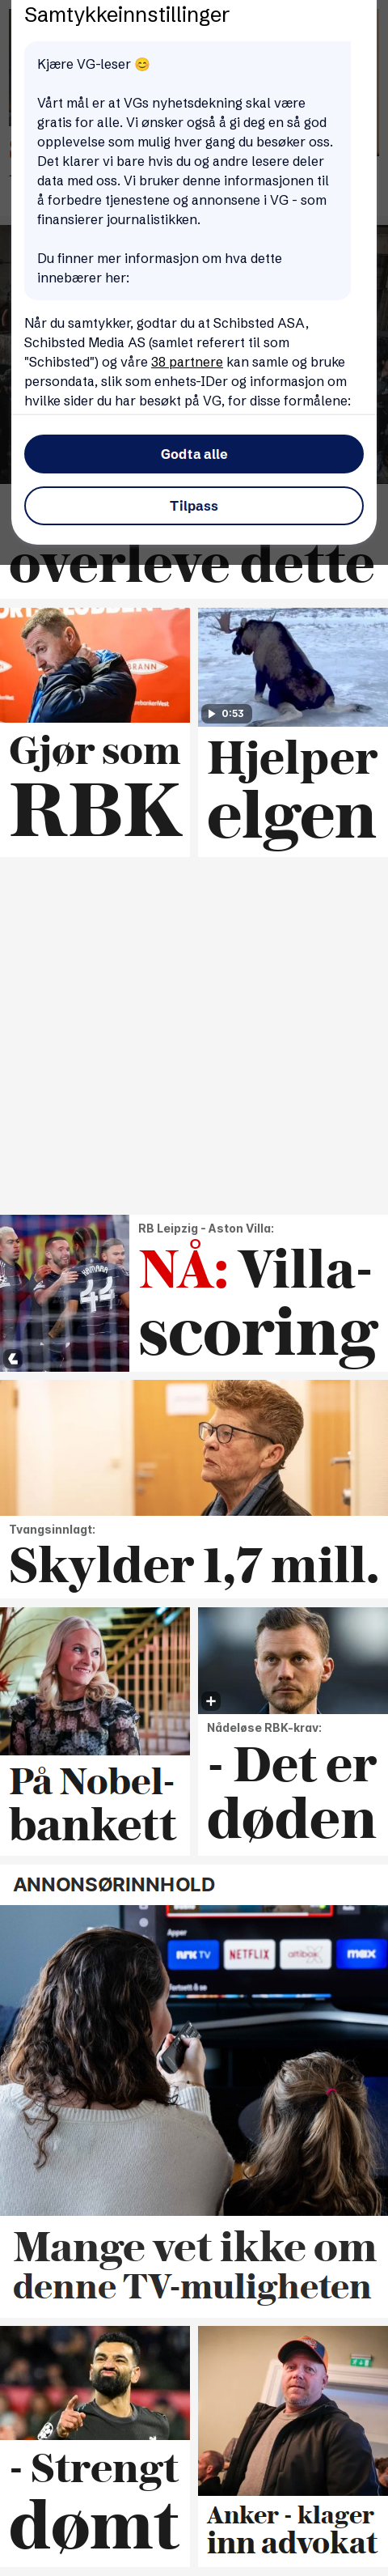 Samtykkeinnstillinger
Kjære VG-leser 😊
Vårt mål er at VGs nyhetsdekning skal være
gratis for alle. Vi ønsker også å gi deg en så god
opplevelse som mulig hver gang du besøker oss.
Det klarer vi bare hvis du og andre lesere deler
data med oss. Vi bruker denne informasjonen til
å forbedre tjenestene og annonsene i VG - som
finansierer journalistikken.
Du finner mer informasjon om hva dette
innebærer her:
Når du samtykker, godtar du at Schibsted ASA,
Schibsted Media AS (samlet referert til som
"Schibsted") og våre 38 partnere kan samle og bruke
persondata, slik som enhets-IDer og informasjon om
hvilke sider du har besøkt på VG, for disse formålene:
Godta alle
Tilpass
overleve dette
BRANN
0:53
Gjør som
RBK
Hjelper
elgen
RB Leipzig - Aston Villa:
NÅ: Villa-
scoring
KAMARA
44
Tvangsinnlagt:
Skylder 1,7 mill.
På Nobel-
bankett
Nådeløse RBK-krav:
- Det er
døden
ANNONSØRINNHOLD
Apper
NRK TV
NETFLIX
altibox
max
Fortsett å se
Mange vet ikke om
denne TV-muligheten
- Strengt
dømt
Anker - klager
inn advokat